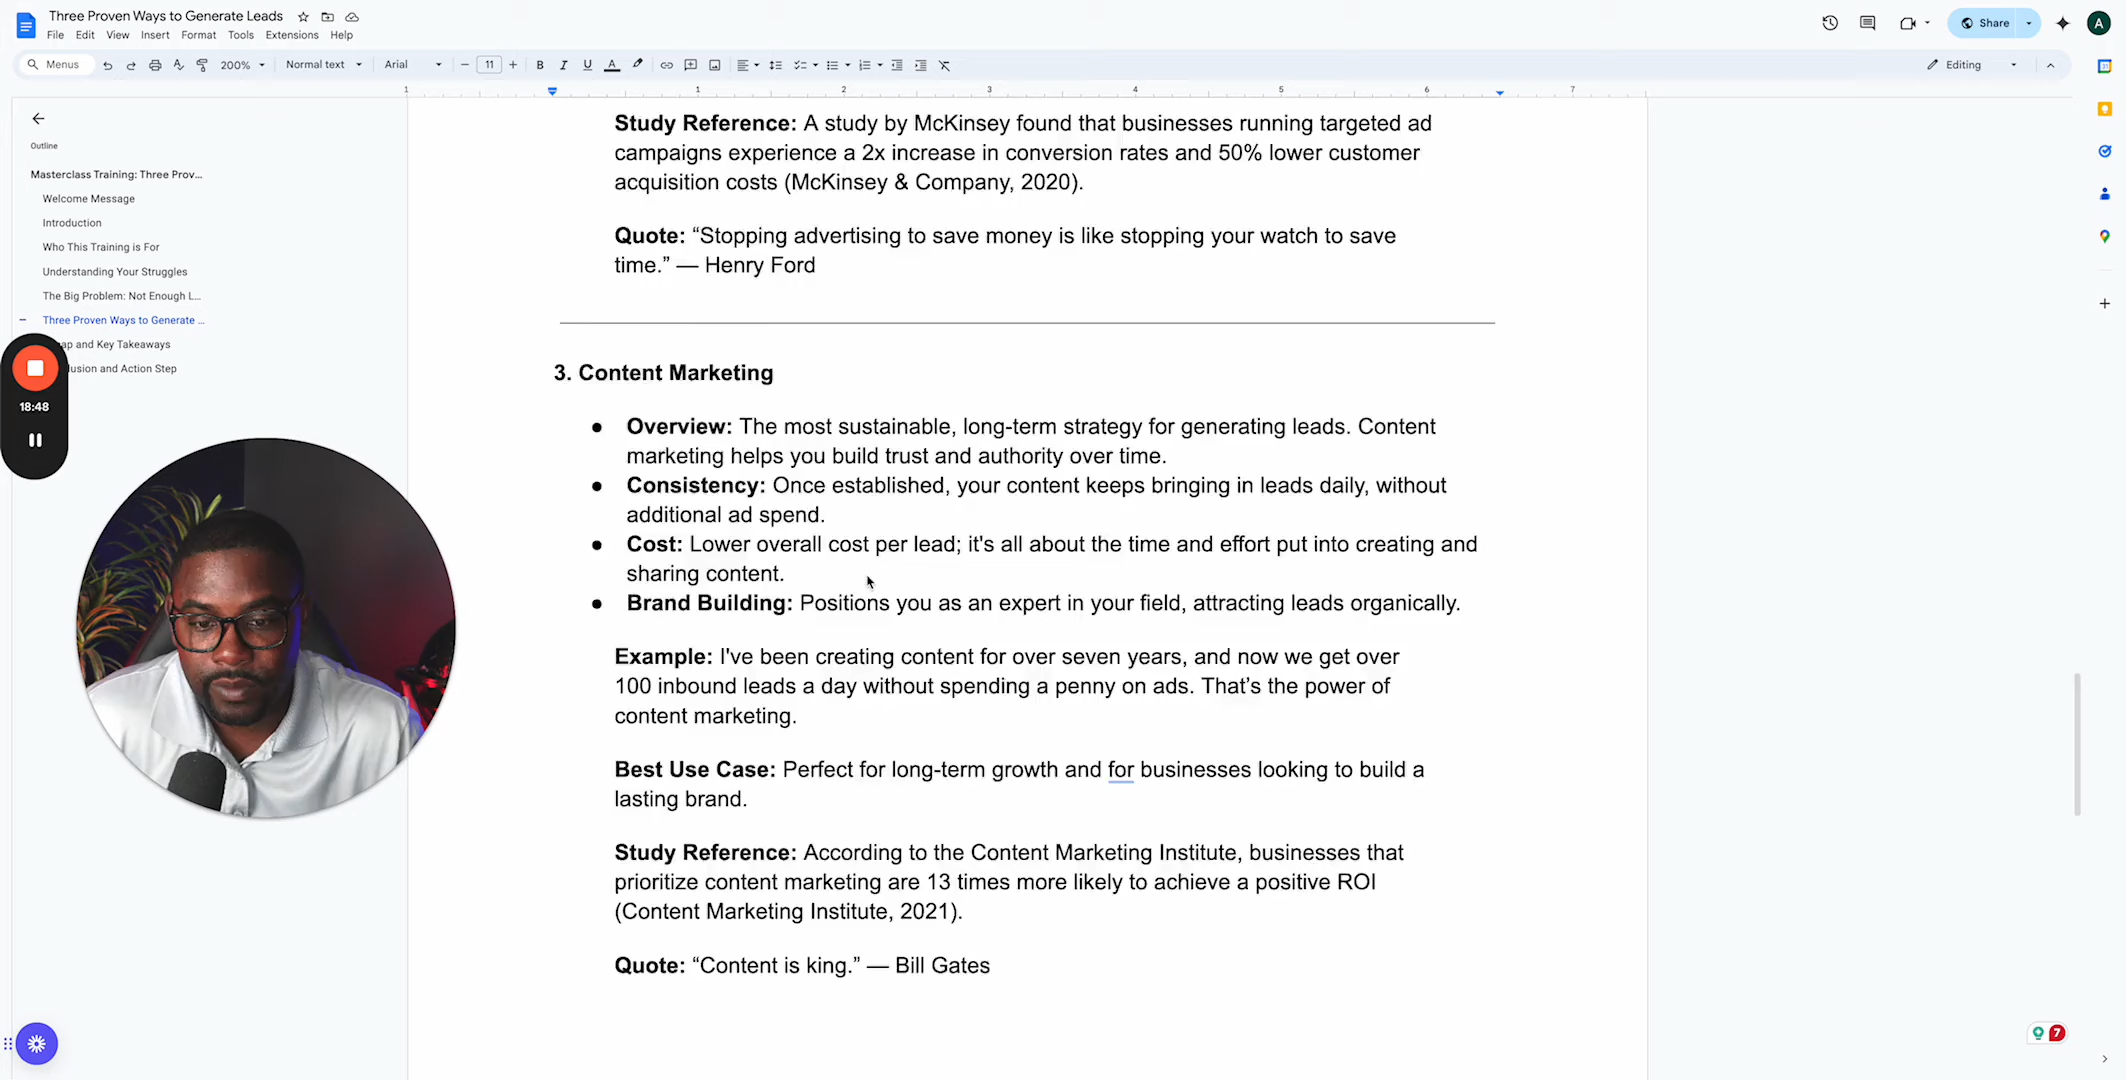 Three Proven Ways to Generate Leads
File Edit View Insert Format Tools Extensions Help
Share
A
Menus
200%
Normal text
Arial
11
Editing
1 1 2 3 4 5 6 7
Outline
Masterclass Training: Three Prov...
Welcome Message
Introduction
Who This Training is For
Understanding Your Struggles
The Big Problem: Not Enough L...
Three Proven Ways to Generate ...
ap and Key Takeaways
lusion and Action Step
18:48
Study Reference: A study by McKinsey found that businesses running targeted ad
campaigns experience a 2x increase in conversion rates and 50% lower customer
acquisition costs (McKinsey & Company, 2020).
Quote: “Stopping advertising to save money is like stopping your watch to save
time.” — Henry Ford
3. Content Marketing
● Overview: The most sustainable, long-term strategy for generating leads. Content
marketing helps you build trust and authority over time.
● Consistency: Once established, your content keeps bringing in leads daily, without
additional ad spend.
● Cost: Lower overall cost per lead; it's all about the time and effort put into creating and
sharing content.
● Brand Building: Positions you as an expert in your field, attracting leads organically.
Example: I've been creating content for over seven years, and now we get over
100 inbound leads a day without spending a penny on ads. That’s the power of
content marketing.
Best Use Case: Perfect for long-term growth and for businesses looking to build a
lasting brand.
Study Reference: According to the Content Marketing Institute, businesses that
prioritize content marketing are 13 times more likely to achieve a positive ROI
(Content Marketing Institute, 2021).
Quote: “Content is king.” — Bill Gates
7